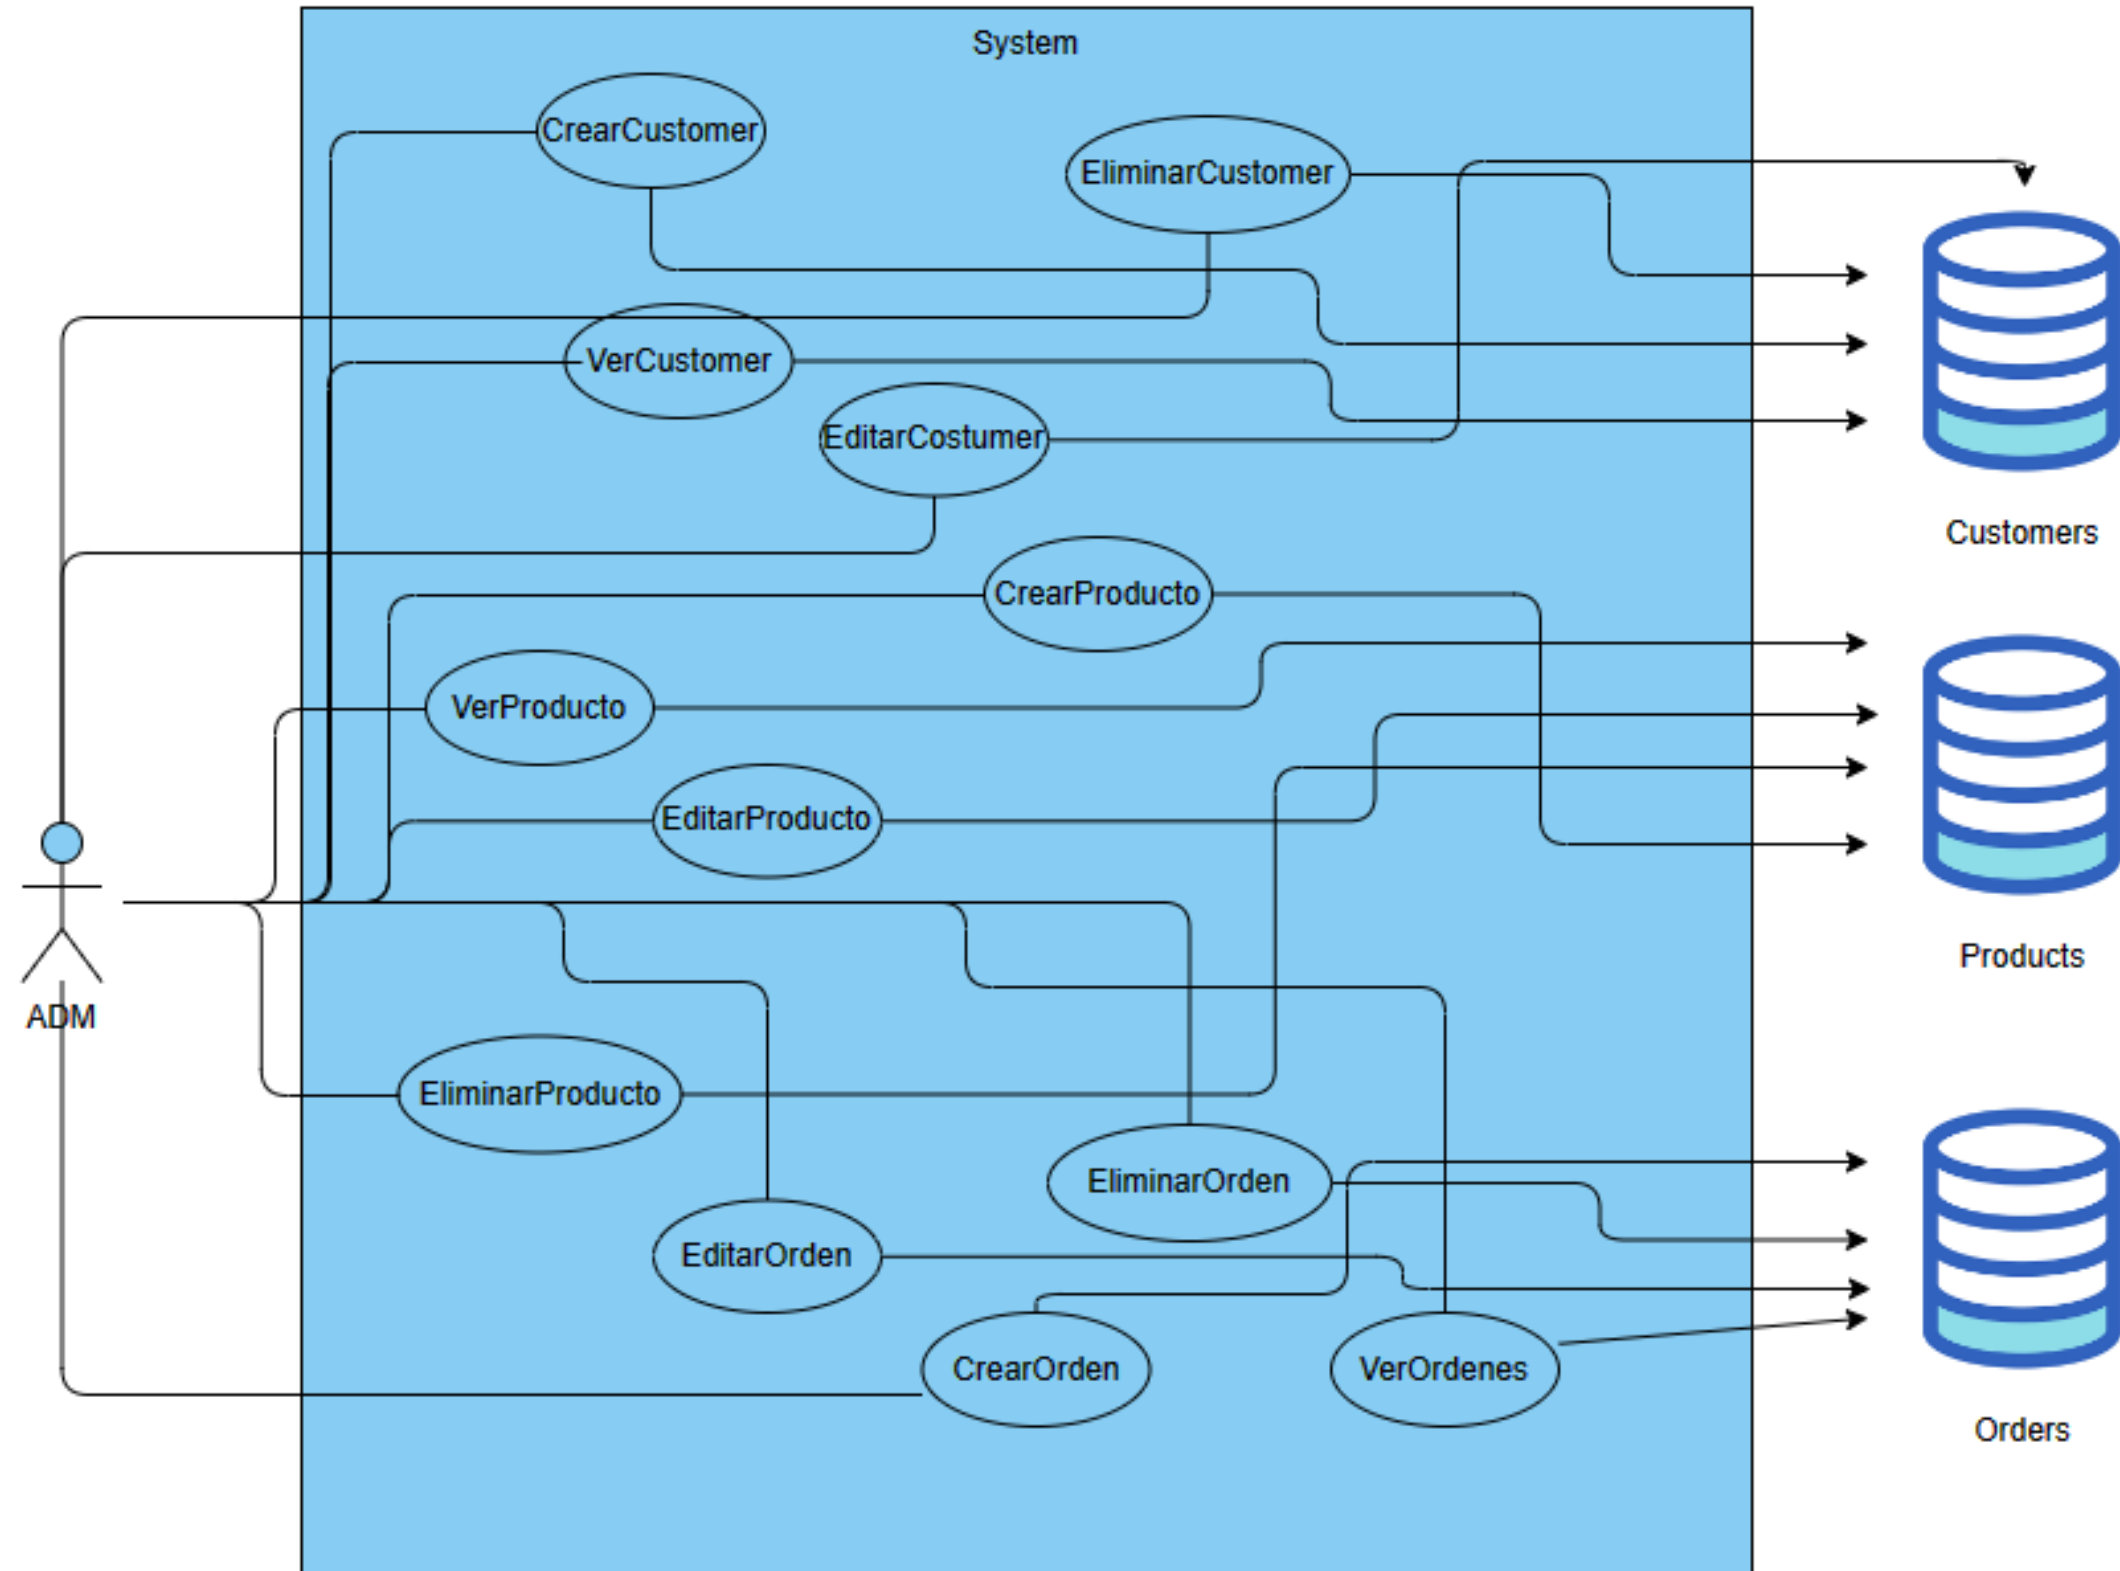 System
CrearCustomer
EliminarCustomer
VerCustomer
EditarCostumer
Customers
CrearProducto
VerProducto
EditarProducto
Products
ADM
EliminarProducto
EliminarOrden
EditarOrden
CrearOrden
VerOrdenes
Orders